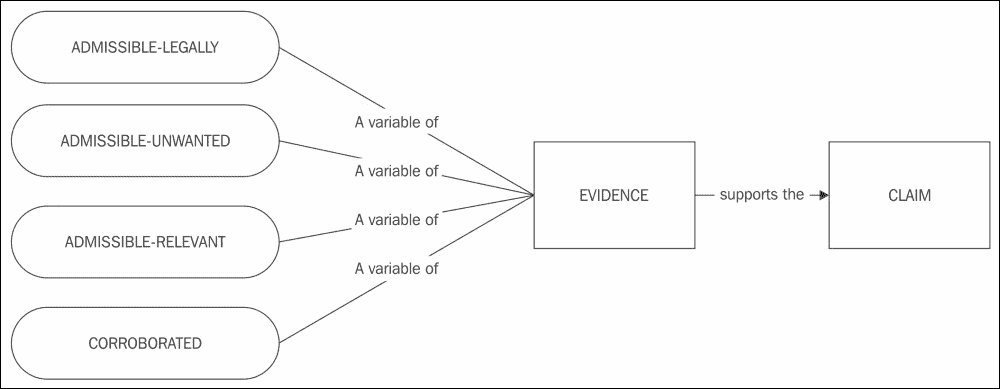 ADMISSIBLE-LEGALLY
A variable of
ADMISSIBLE-UNWANTED
A variable of
ADMISSIBLE-RELEVANT
A variable of
CORROBORATED
A variable of
EVIDENCE
supports the
CLAIM